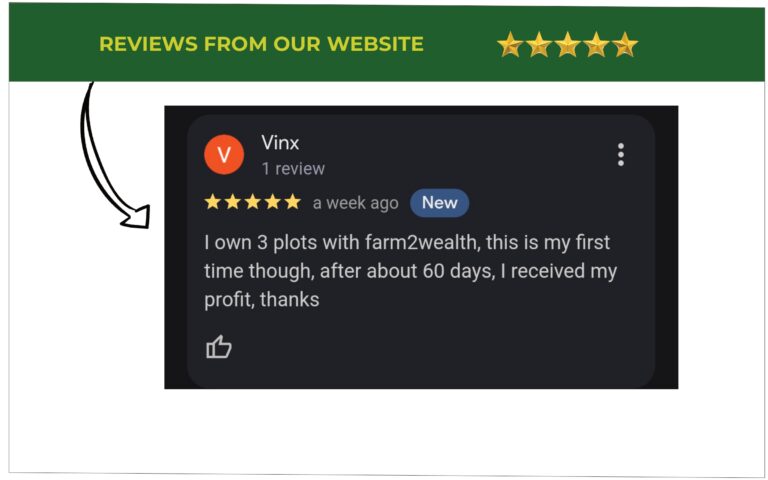 REVIEWS FROM OUR WEBSITE
V
Vinx
1 review
a week ago New
I own 3 plots with farm2wealth, this is my first
time though, after about 60 days, I received my
profit, thanks